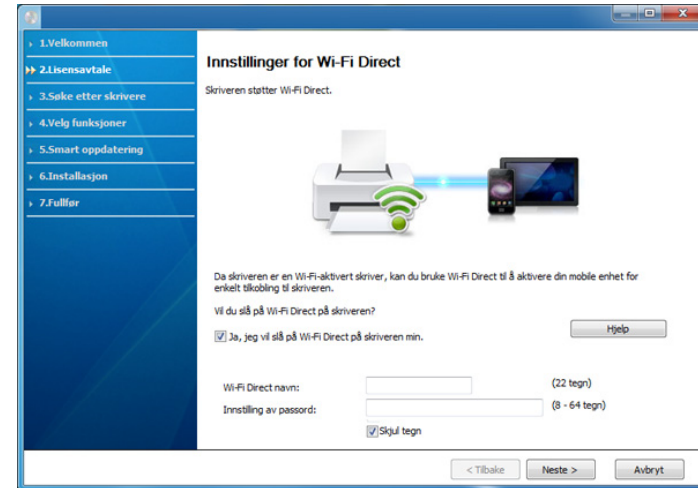 1.Velkommen
2.Lisensavtale
3.Søke etter skrivere
4.Velg funksjoner
5.Smart oppdatering
6.Installasjon
7.Fullfør
Innstillinger for Wi-Fi Direct
Skriveren støtter Wi-Fi Direct.
Da skriveren er en Wi-Fi-aktivert skriver, kan du bruke Wi-Fi Direct til å aktivere din mobile enhet for
enkelt tilkobling til skriveren.
Vil du slå på Wi-Fi Direct på skriveren?
Ja, jeg vil slå på Wi-Fi Direct på skriveren min.
Hjelp
Wi-Fi Direct navn: (22 tegn)
Innstilling av passord: (8 - 64 tegn)
Skjul tegn
< Tilbake Neste > Avbryt